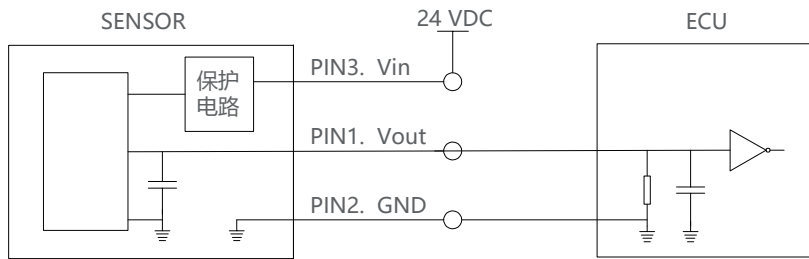 SENSOR
24 VDC
ECU
保护
电路
PIN3. Vin
PIN1. Vout
PIN2. GND